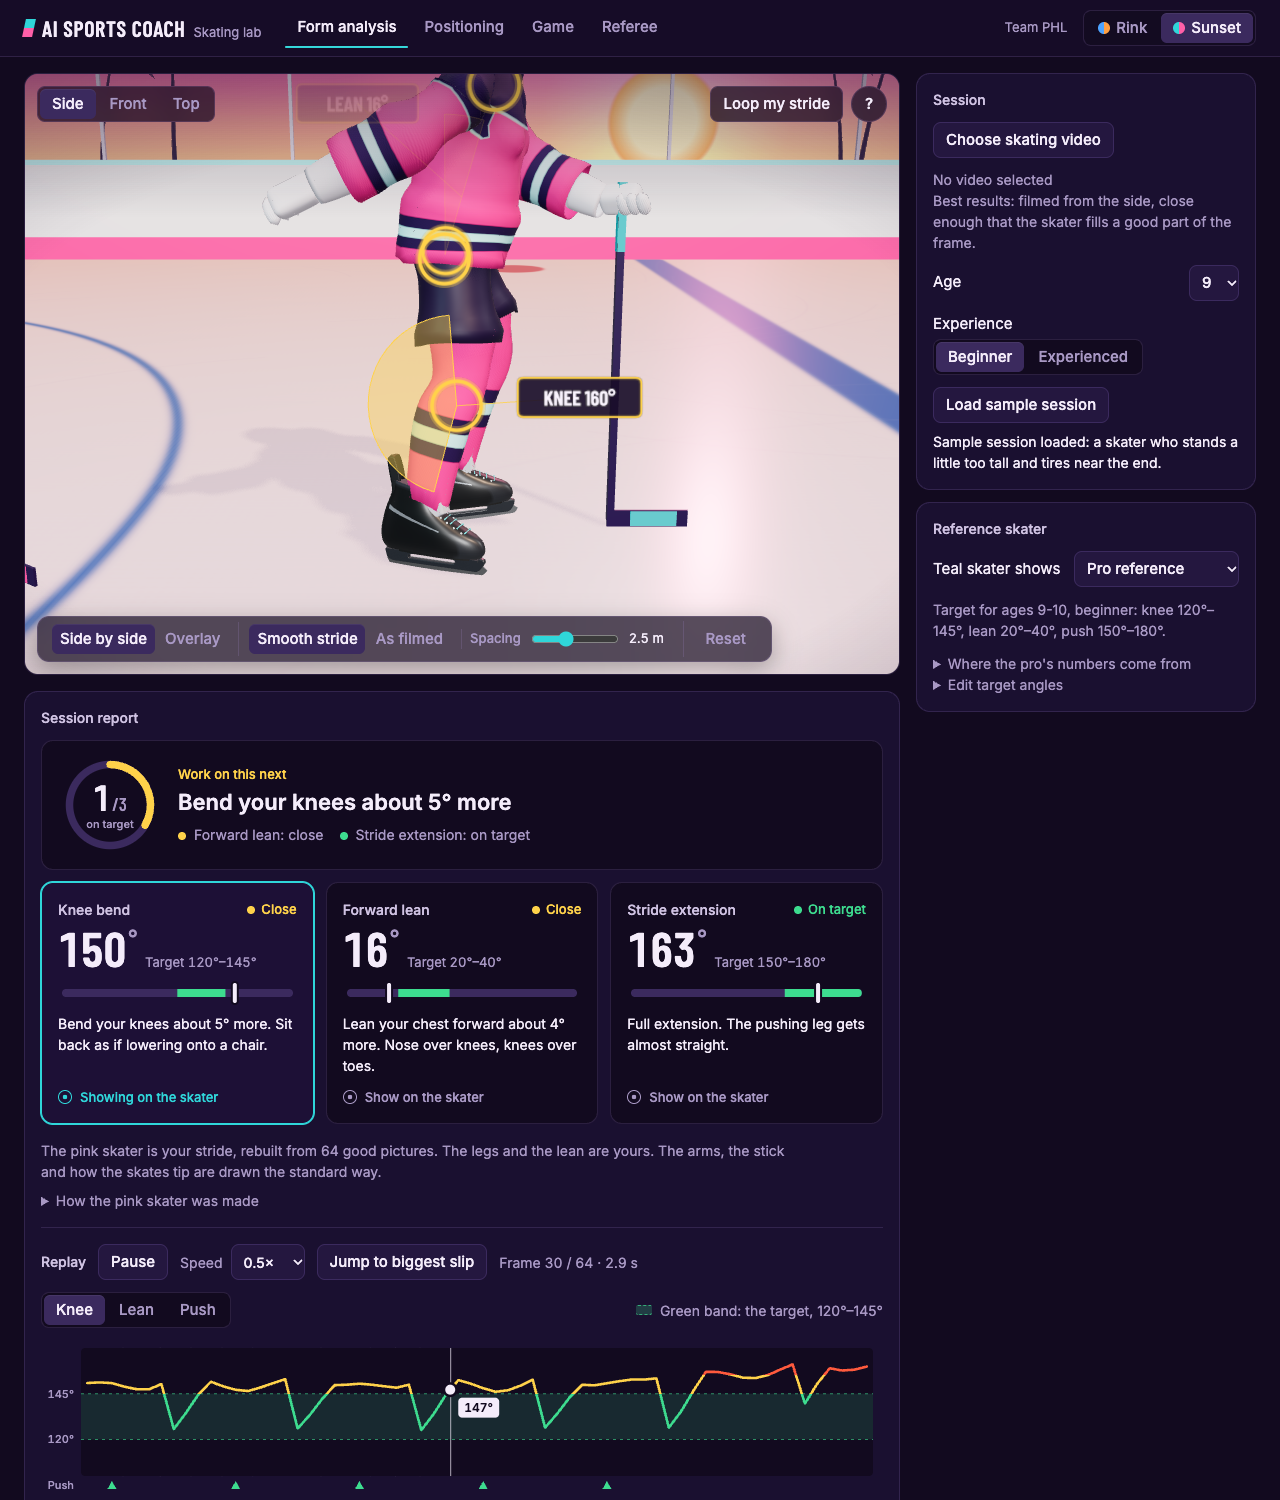 AI SPORTS COACH Skating lab Form analysis Positioning Game Referee Team PHL Rink Sunset
Side Front Top
LEAN 16°
Loop my stride ?
KNEE 160°
Side by side Overlay Smooth stride As filmed Spacing 2.5 m Reset
Session
Choose skating video
No video selected
Best results: filmed from the side, close
enough that the skater fills a good part of the
frame.
Age 9
Experience
Beginner Experienced
Load sample session
Sample session loaded: a skater who stands a
little too tall and tires near the end.
Reference skater
Teal skater shows Pro reference
Target for ages 9-10, beginner: knee 120°–
145°, lean 20°–40°, push 150°–180°.
Where the pro's numbers come from
Edit target angles
Session report
1/3
on target
Work on this next
Bend your knees about 5° more
Forward lean: close Stride extension: on target
Knee bend Close
150° Target 120°–145°
Bend your knees about 5° more. Sit
back as if lowering onto a chair.
Showing on the skater
Forward lean Close
16° Target 20°–40°
Lean your chest forward about 4°
more. Nose over knees, knees over
toes.
Show on the skater
Stride extension On target
163° Target 150°–180°
Full extension. The pushing leg gets
almost straight.
Show on the skater
The pink skater is your stride, rebuilt from 64 good pictures. The legs and the lean are yours. The arms, the stick
and how the skates tip are drawn the standard way.
How the pink skater was made
Replay Pause Speed 0.5× Jump to biggest slip Frame 30 / 64 · 2.9 s
Knee Lean Push
Green band: the target, 120°–145°
145°
147°
120°
Push